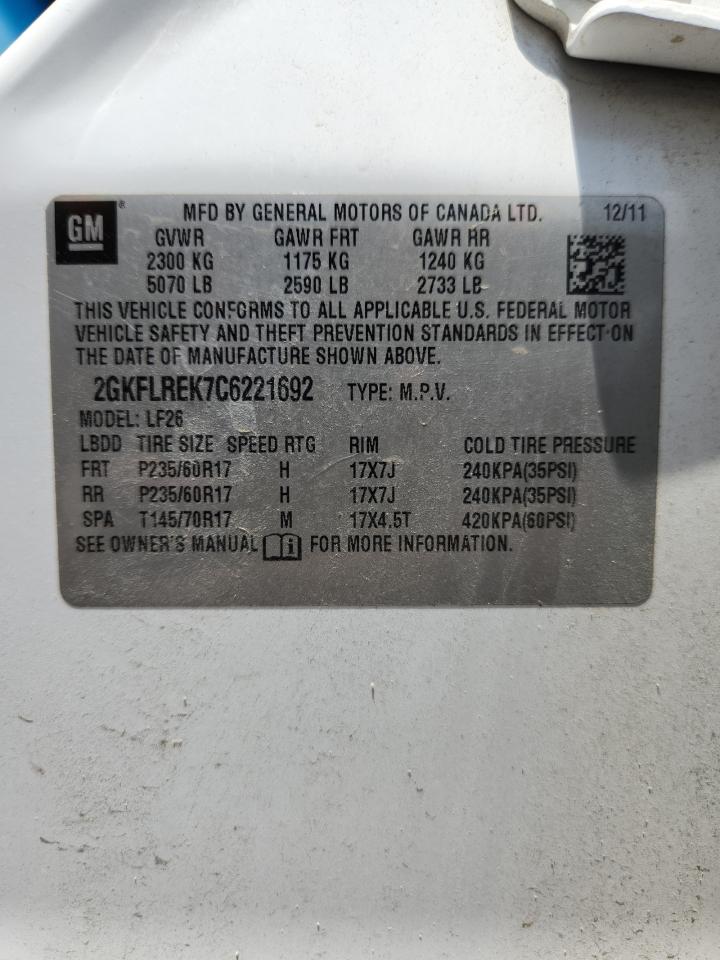 GM® MFD BY GENERAL MOTORS OF CANADA LTD. 12/11
GVWR GAWR FRT GAWR RR
2300 KG 1175 KG 1240 KG
5070 LB 2590 LB 2733 LB
THIS VEHICLE CONFORMS TO ALL APPLICABLE U.S. FEDERAL MOTOR
VEHICLE SAFETY AND THEFT PREVENTION STANDARDS IN EFFECT ON
THE DATE OF MANUFACTURE SHOWN ABOVE.
2GKFLREK7C6221692 TYPE: M.P.V.
MODEL: LF26
LBDD TIRE SIZE SPEED RTG RIM COLD TIRE PRESSURE
FRT P235/60R17 H 17X7J 240KPA(35PSI)
RR P235/60R17 H 17X7J 240KPA(35PSI)
SPA T145/70R17 M 17X4.5T 420KPA(60PSI)
SEE OWNER'S MANUAL FOR MORE INFORMATION.